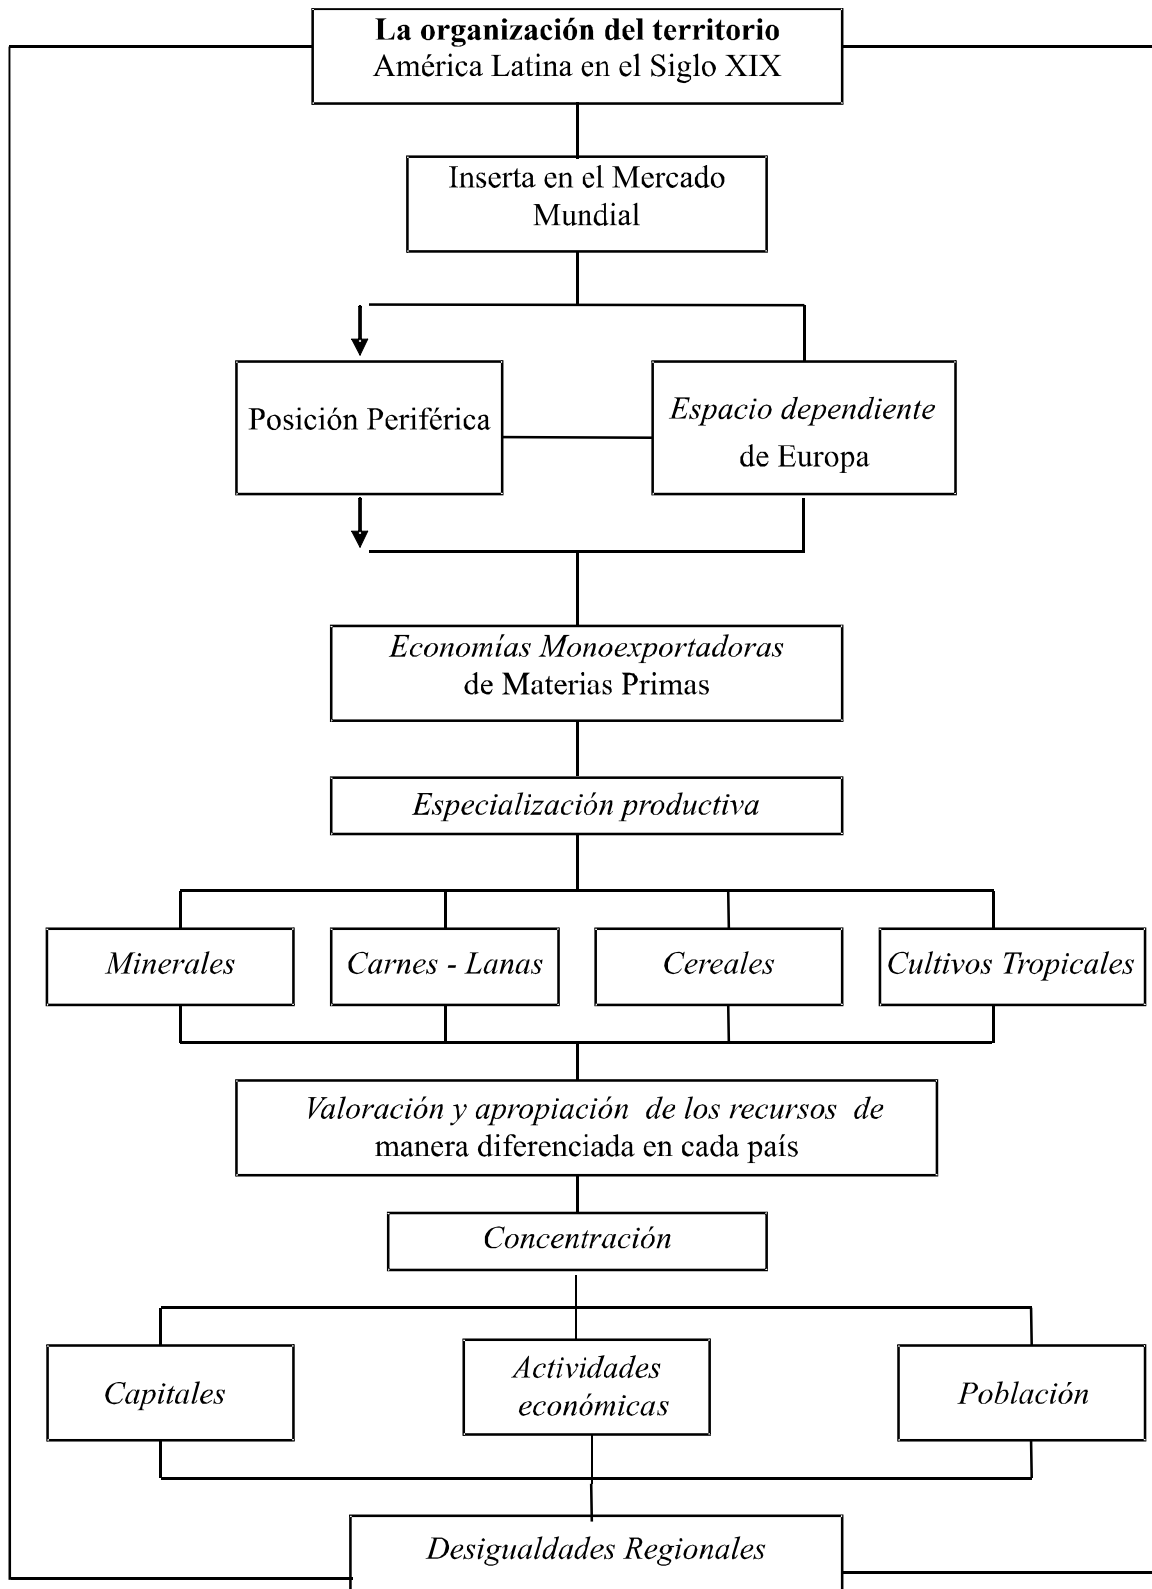 La organización del territorio
América Latina en el Siglo XIX
Inserta en el Mercado
Mundial
Posición Periférica
Espacio dependiente
de Europa
Economías Monoexportadoras
de Materias Primas
Especialización productiva
Minerales
Carnes - Lanas
Cereales
Cultivos Tropicales
Valoración y apropiación de los recursos de
manera diferenciada en cada país
Concentración
Capitales
Actividades
económicas
Población
Desigualdades Regionales